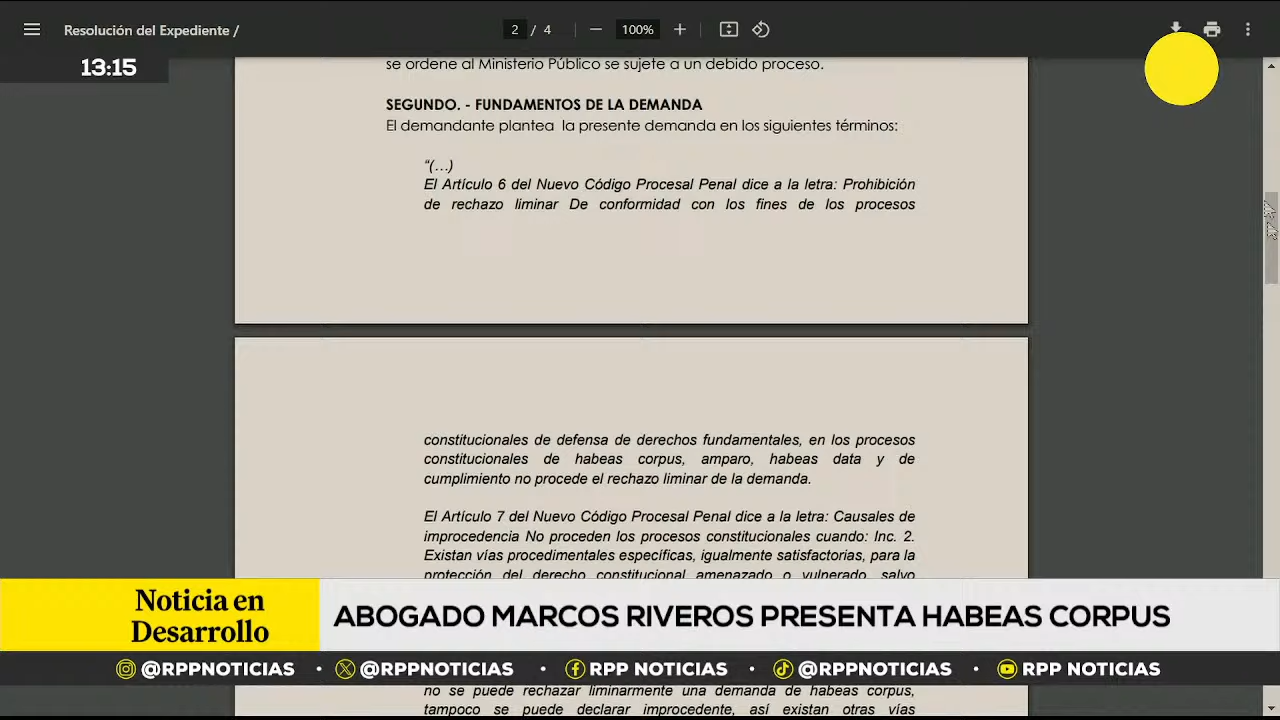 Resolución del Expediente /
2 / 4
100%
13:15
se ordene al Ministerio Público se sujete a un debido proceso.
SEGUNDO. - FUNDAMENTOS DE LA DEMANDA
El demandante plantea la presente demanda en los siguientes términos:
“(…)
El Artículo 6 del Nuevo Código Procesal Penal dice a la letra: Prohibición
de rechazo liminar De conformidad con los fines de los procesos
constitucionales de defensa de derechos fundamentales, en los procesos
constitucionales de habeas corpus, amparo, habeas data y de
cumplimiento no procede el rechazo liminar de la demanda.
El Artículo 7 del Nuevo Código Procesal Penal dice a la letra: Causales de
improcedencia No proceden los procesos constitucionales cuando: Inc. 2.
Existan vías procedimentales específicas, igualmente satisfactorias, para la
protección del derecho constitucional amenazado o vulnerado, salvo
Noticia en
Desarrollo
ABOGADO MARCOS RIVEROS PRESENTA HABEAS CORPUS
@RPPNOTICIAS • @RPPNOTICIAS • RPP NOTICIAS • @RPPNOTICIAS • RPP NOTICIAS
no se puede rechazar liminarmente una demanda de habeas corpus,
tampoco se puede declarar improcedente, así existan otras vías